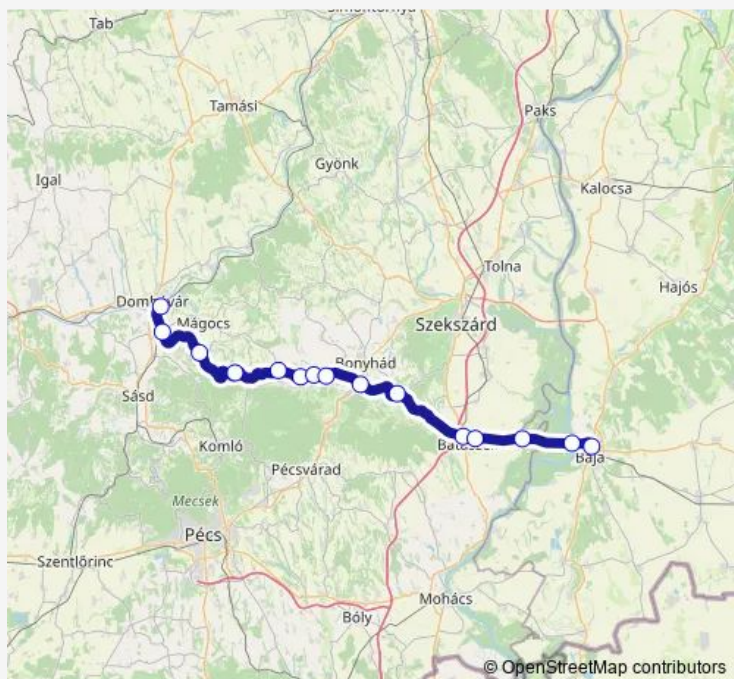 Tab
Tamási
Paks
Gyönk
Igal
Kalocsa
Tolna
Hajós
Mágocs
Szekszárd
Bonyhád
Sásd
Komló
Baja
Pécsvárad
Mecsek
Pécs
Szentlőrinc
Mohács
Bóly
© OpenStreetMap contributors